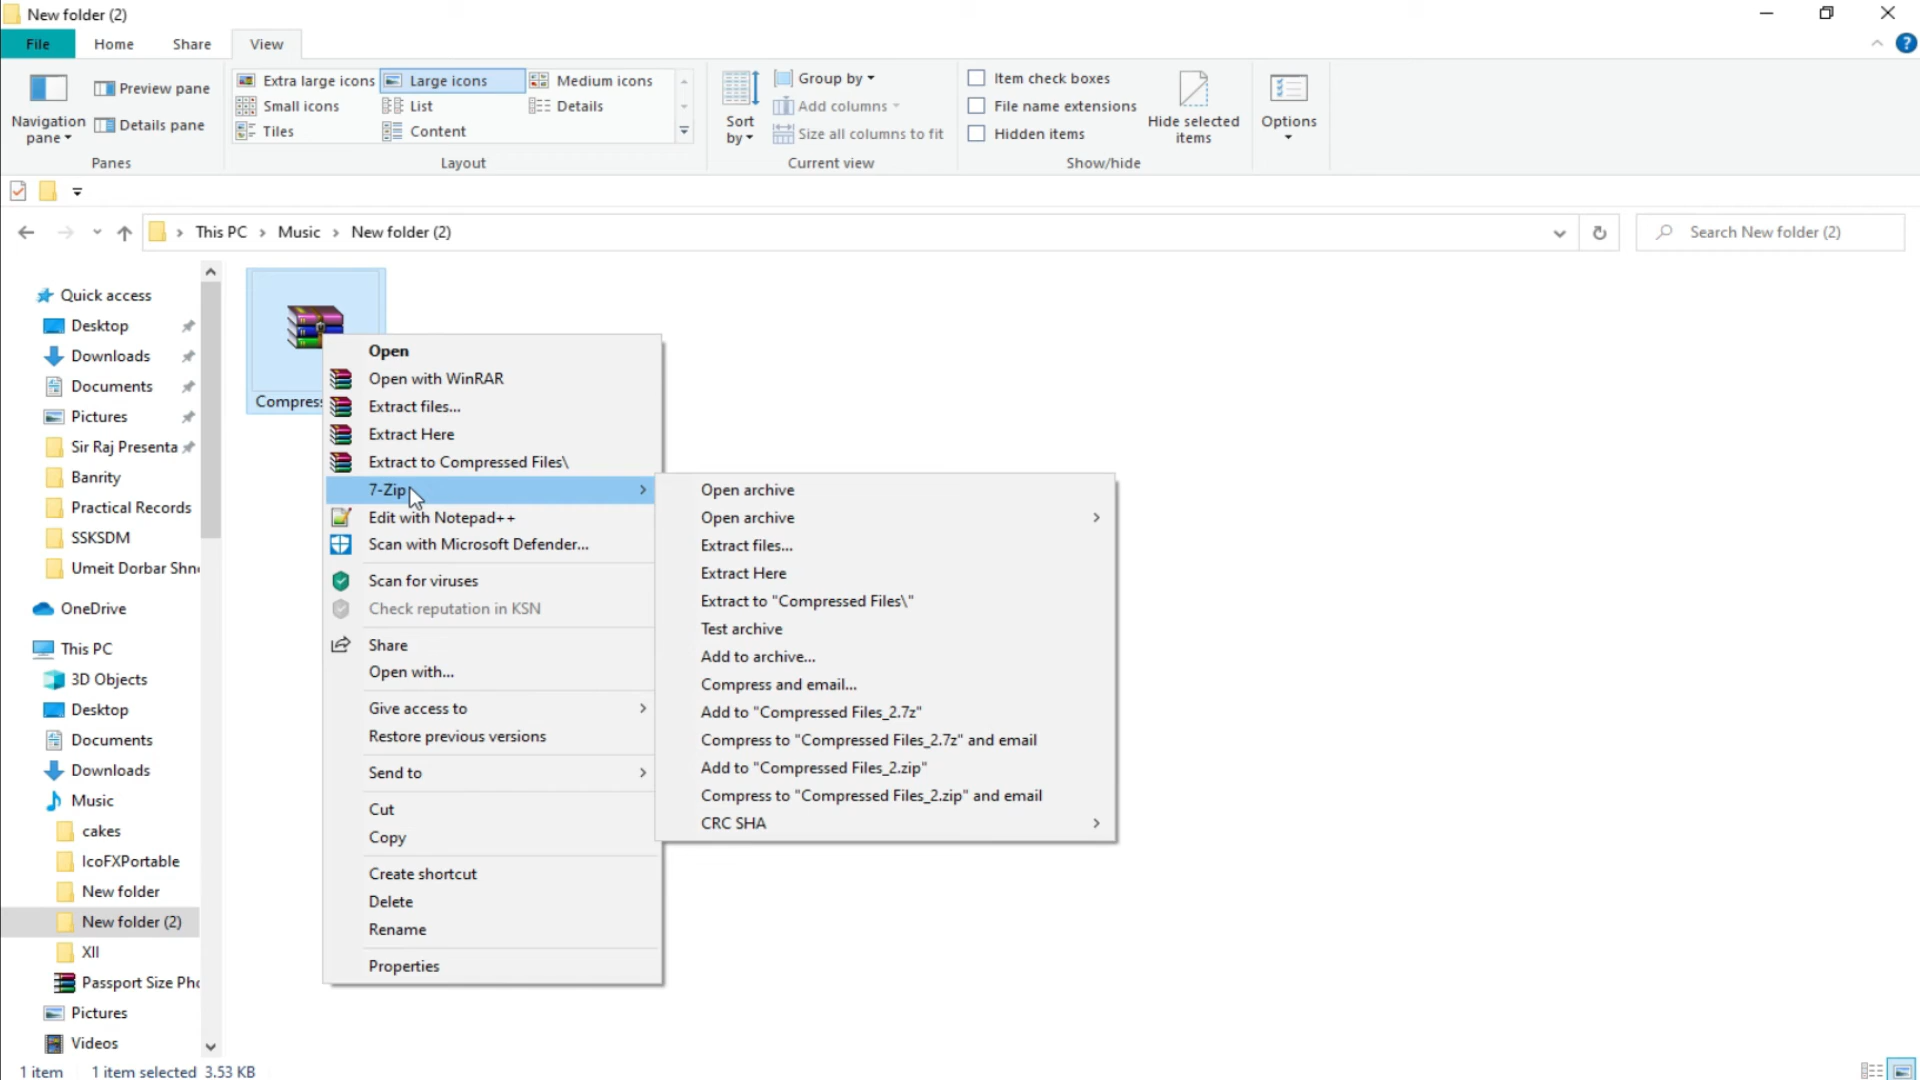 New folder (2)
File Home Share View
Preview pane
Details pane
Navigation pane
Panes
Extra large icons Large icons Medium icons
Small icons List Details
Tiles Content
Layout
Sort by
Group by
Add columns
Size all columns to fit
Current view
Item check boxes
File name extensions
Hidden items
Hide selected items
Show/hide
Options
This PC > Music > New folder (2)
Search New folder (2)
Quick access
Desktop
Downloads
Documents
Pictures
Sir Raj Presenta
Banrity
Practical Records
SSKSDM
Umeit Dorbar Shn
OneDrive
This PC
3D Objects
Desktop
Documents
Downloads
Music
cakes
IcoFXPortable
New folder
New folder (2)
XII
Passport Size Pho
Pictures
Videos
Compress
Open
Open with WinRAR
Extract files...
Extract Here
Extract to Compressed Files\
7-Zip
Edit with Notepad++
Scan with Microsoft Defender...
Scan for viruses
Check reputation in KSN
Share
Open with...
Give access to
Restore previous versions
Send to
Cut
Copy
Create shortcut
Delete
Rename
Properties
Open archive
Open archive
Extract files...
Extract Here
Extract to "Compressed Files\"
Test archive
Add to archive...
Compress and email...
Add to "Compressed Files_2.7z"
Compress to "Compressed Files_2.7z" and email
Add to "Compressed Files_2.zip"
Compress to "Compressed Files_2.zip" and email
CRC SHA
1 item 1 item selected 3.53 KB